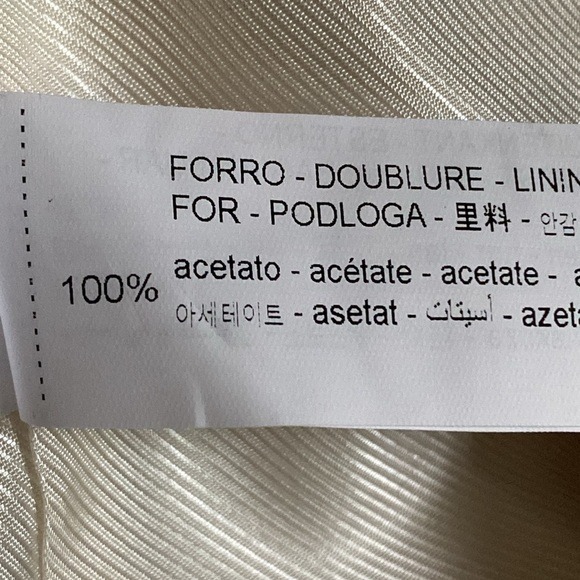 FORRO - DOUBLURE - LININ
FOR - PODLOGA - 里料 - 안감
100% acetato - acétate - acetate -
아세테이트 - asetat - أسيتات - azeta